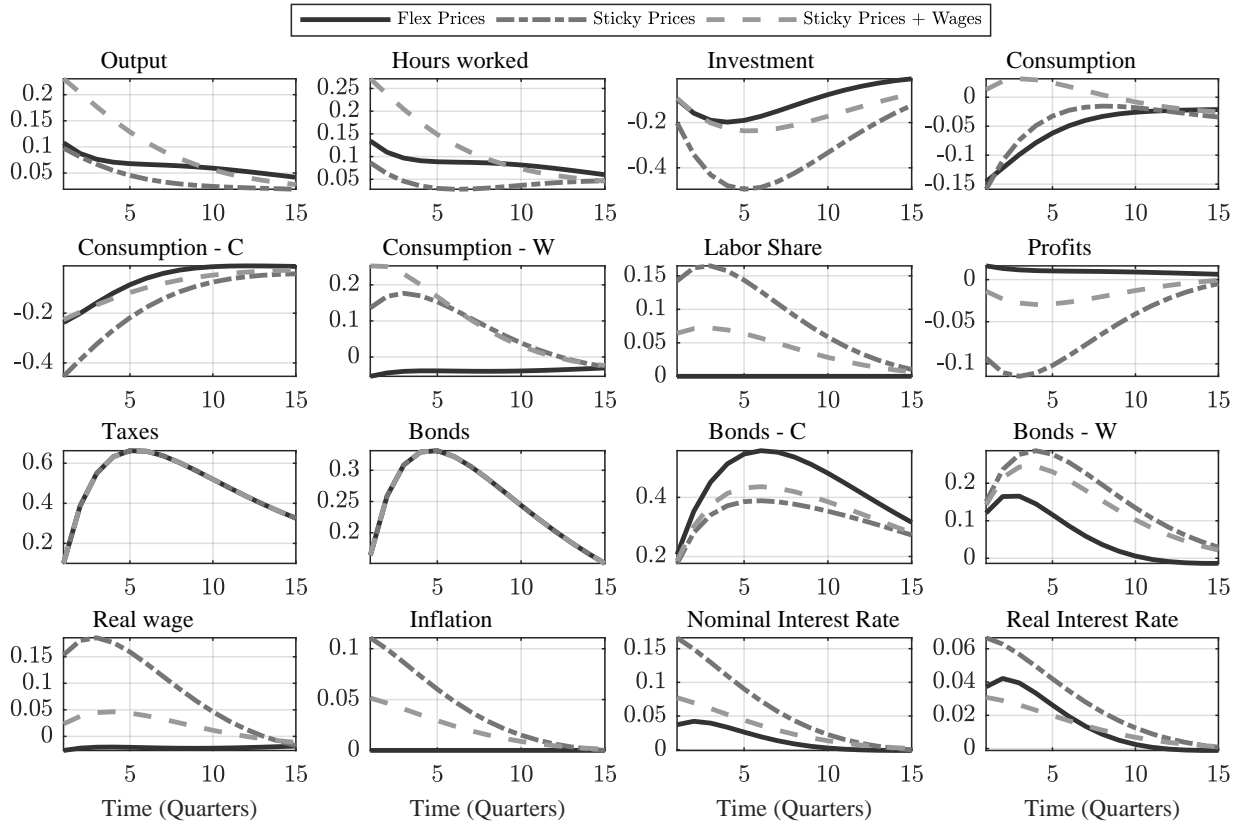 Flex Prices Sticky Prices Sticky Prices + Wages
Output Hours worked Investment Consumption
0.2 0.15 0.1 0.05
5 10 15
0.25 0.2 0.15 0.1 0.05
5 10 15
-0.2 -0.4
5 10 15
0 -0.05 -0.1 -0.15
5 10 15
Consumption - C Consumption - W Labor Share Profits
-0.2 -0.4
5 10 15
0.2 0.1 0
5 10 15
0.15 0.1 0.05 0
5 10 15
0 -0.05 -0.1
5 10 15
Taxes Bonds Bonds - C Bonds - W
0.6 0.4 0.2
5 10 15
0.3 0.25 0.2
5 10 15
0.4 0.2
5 10 15
0.2 0.1 0
5 10 15
Real wage Inflation Nominal Interest Rate Real Interest Rate
0.15 0.1 0.05 0
5 10 15
0.1 0.05 0
5 10 15
0.15 0.1 0.05 0
5 10 15
0.06 0.04 0.02 0
5 10 15
Time (Quarters) Time (Quarters) Time (Quarters) Time (Quarters)